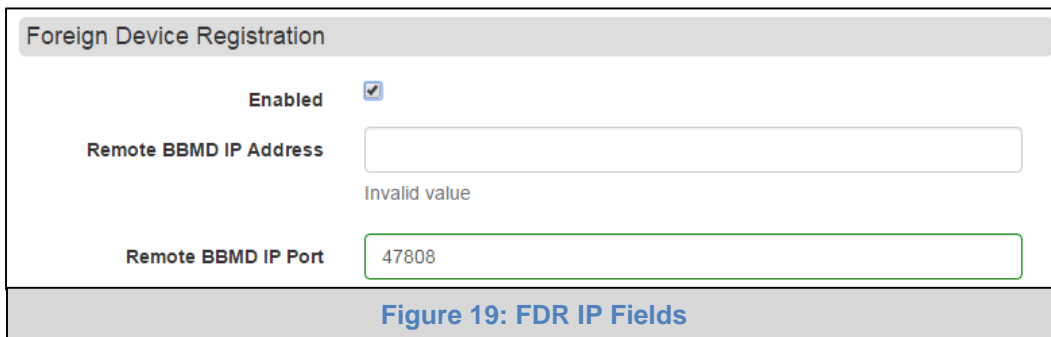 Foreign Device Registration
Enabled
Remote BBMD IP Address
Invalid value
Remote BBMD IP Port 47808
Figure 19: FDR IP Fields